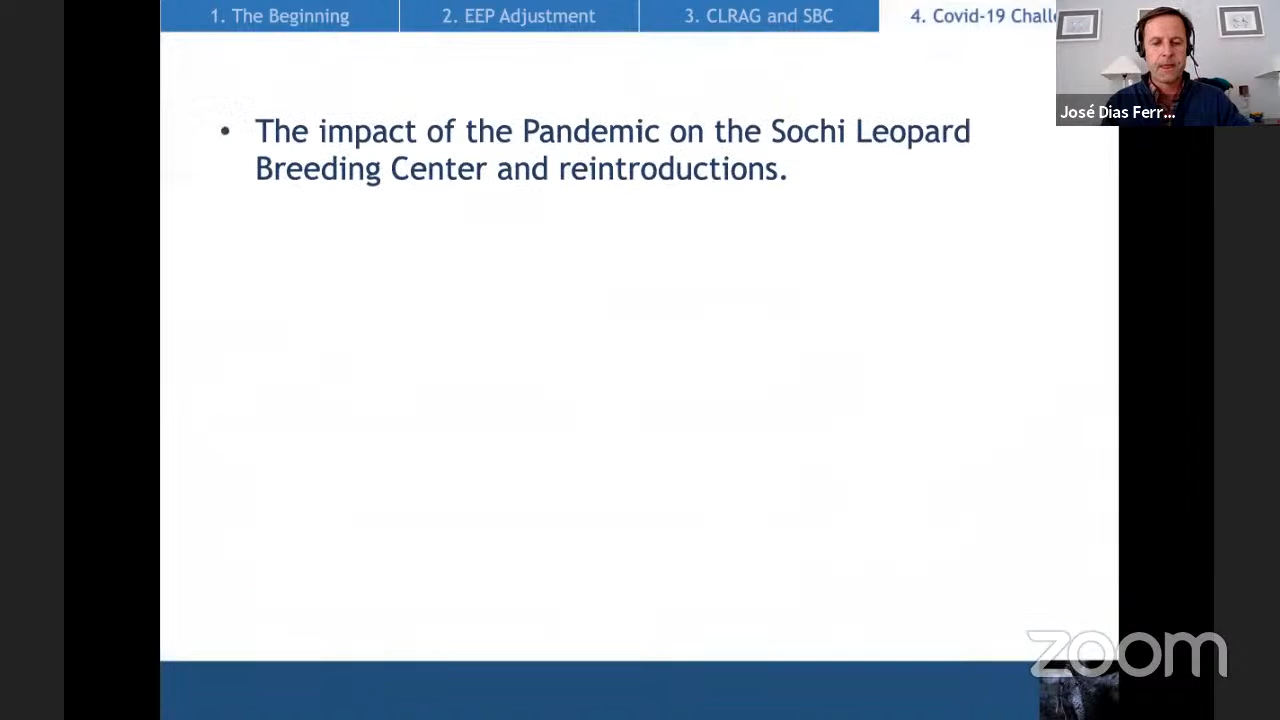 1. The Beginning
2. EEP Adjustment
3. CLRAG and SBC
4. Covid-19 Challe
José Dias Ferr...
• The impact of the Pandemic on the Sochi Leopard
Breeding Center and reintroductions.
zoom